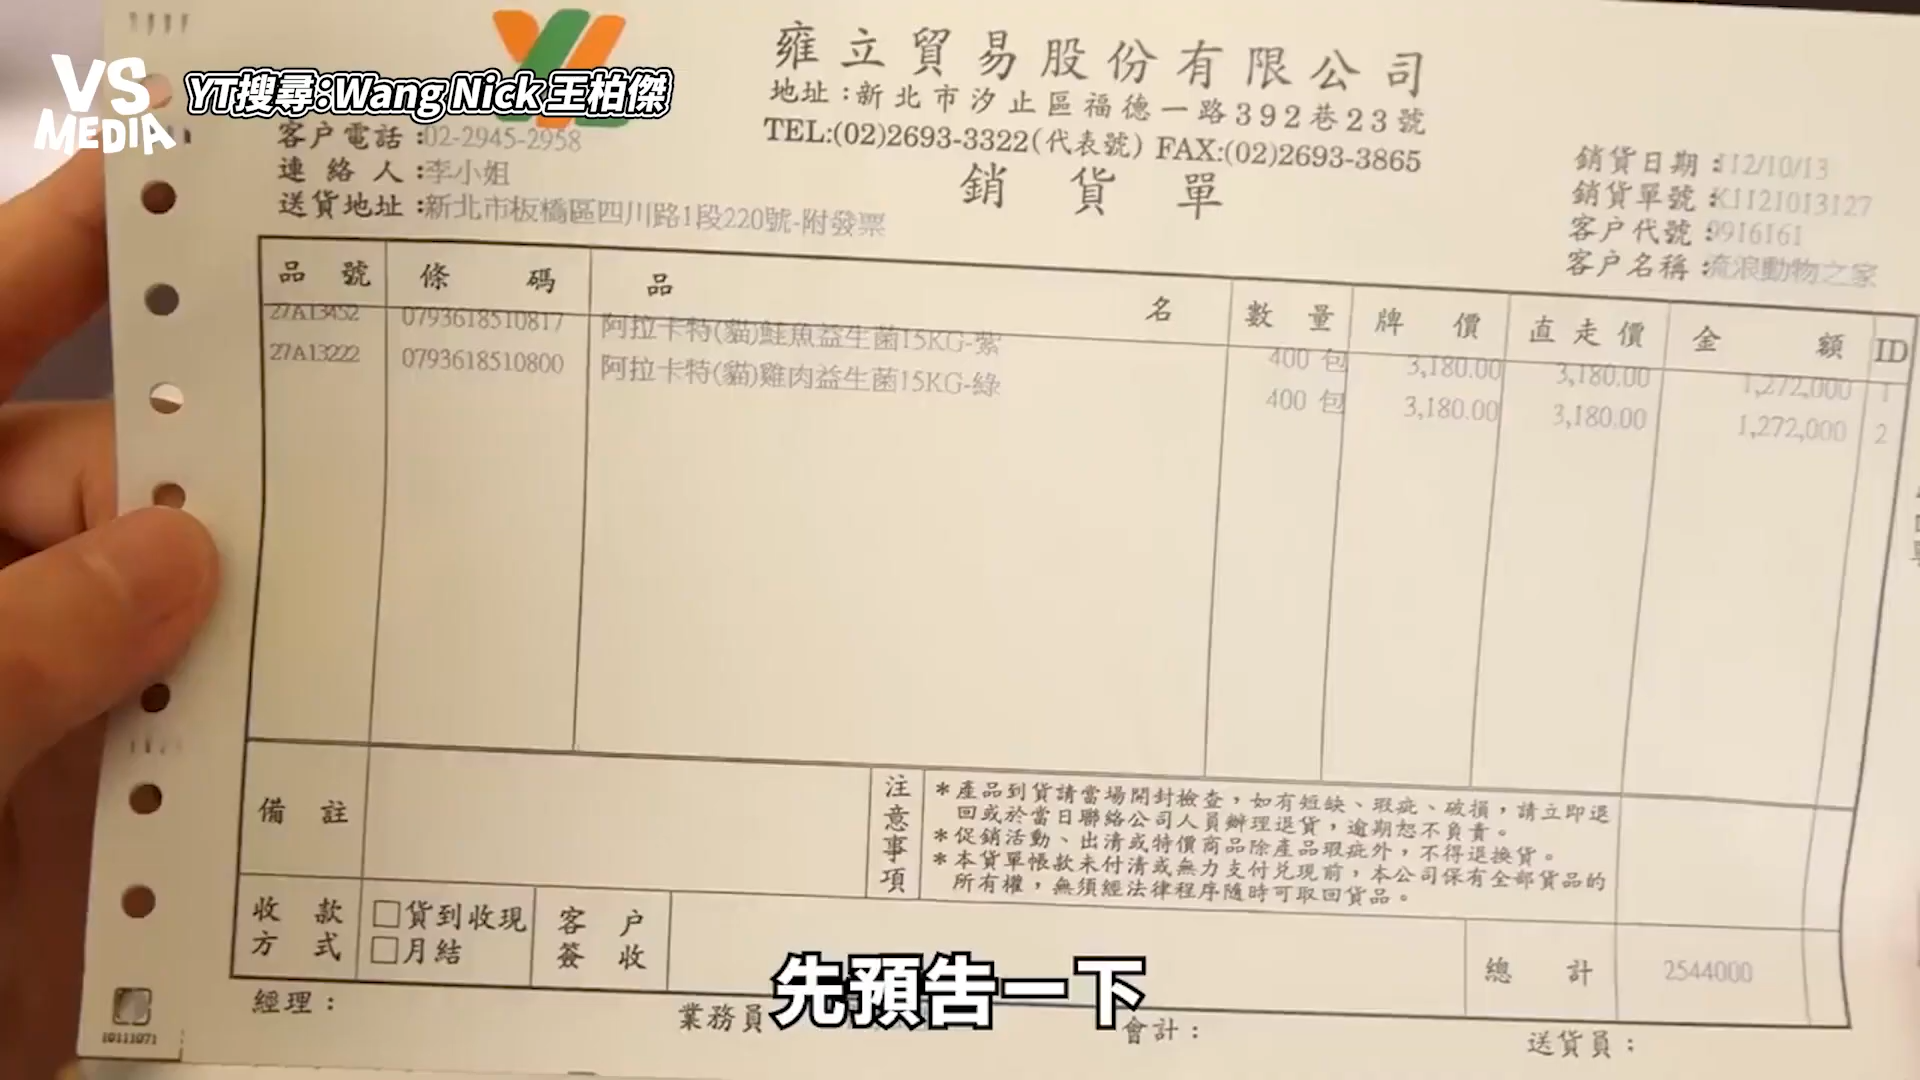 VS
MEDIA
YT搜尋:Wang Nick 王柏傑
雍立貿易股份有限公司
地址:新北市汐止區福德一路392巷23號
TEL:(02)2693-3322(代表號) FAX:(02)2693-3865
銷貨單
客戶電話:02-2945-2958
連絡人:李小姐
送貨地址:新北市板橋區四川路1段220號-附發票
銷貨日期:112/10/13
銷貨單號:K1121013127
客戶代號:9916161
客戶名稱:流浪動物之家
品號 條碼 品名 數量 牌價 直走價 金額 ID
27A13452 0793618510817 阿拉卡特(貓)鮭魚益生菌15KG-紫 400 包 3,180.00 3,180.00 1,272,000 1
27A13222 0793618510800 阿拉卡特(貓)雞肉益生菌15KG-綠 400 包 3,180.00 3,180.00 1,272,000 2
備註
注意事項
*產品到貨請當場開封檢查,如有短缺、瑕疵、破損,請立即退
回或於當日聯絡公司人員辦理退貨,逾期恕不負責。
*促銷活動、出清或特價商品除產品瑕疵外,不得退換貨。
*本貨單帳款未付清或無力支付兌現前,本公司保有全部貨品的
所有權,無須經法律程序隨時可取回貨品。
收款方式 □貨到收現 □月結 客戶簽收 總計 2544000
經理: 業務員 會計: 送貨員:
10111071
先預告一下